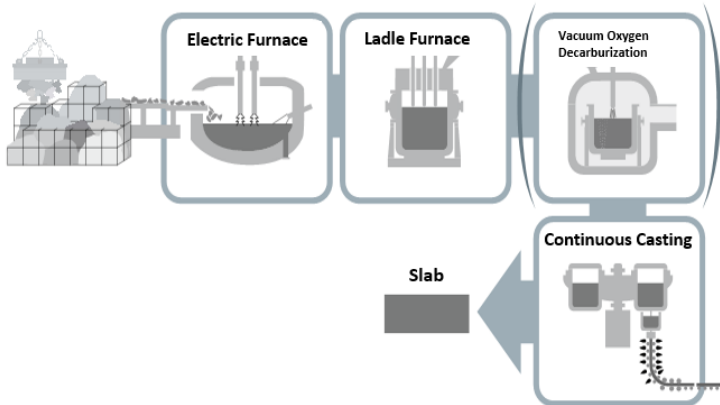 Electric Furnace
Ladle Furnace
Vacuum Oxygen
Decarburization
Continuous Casting
Slab